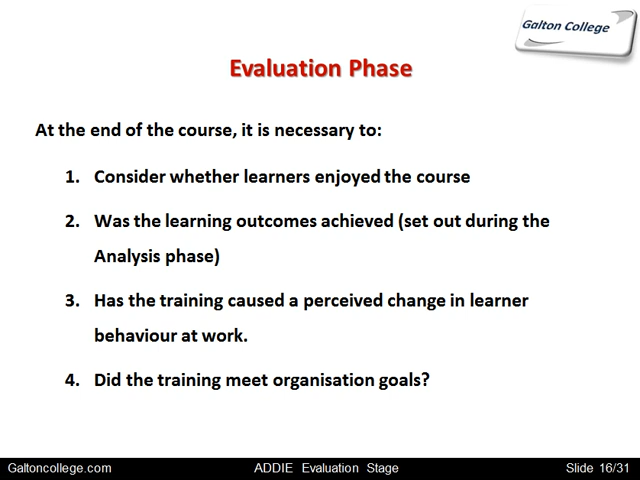 Galton College
Evaluation Phase
At the end of the course, it is necessary to:
1. Consider whether learners enjoyed the course
2. Was the learning outcomes achieved (set out during the
Analysis phase)
3. Has the training caused a perceived change in learner
behaviour at work.
4. Did the training meet organisation goals?
Galtoncollege.com ADDIE Evaluation Stage Slide 16/31